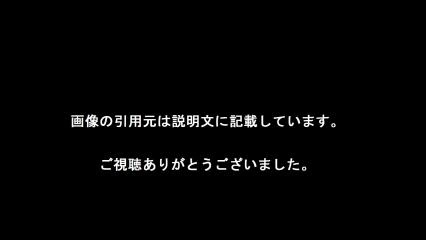 画像の引用元は説明文に記載しています。
ご視聴ありがとうございました。